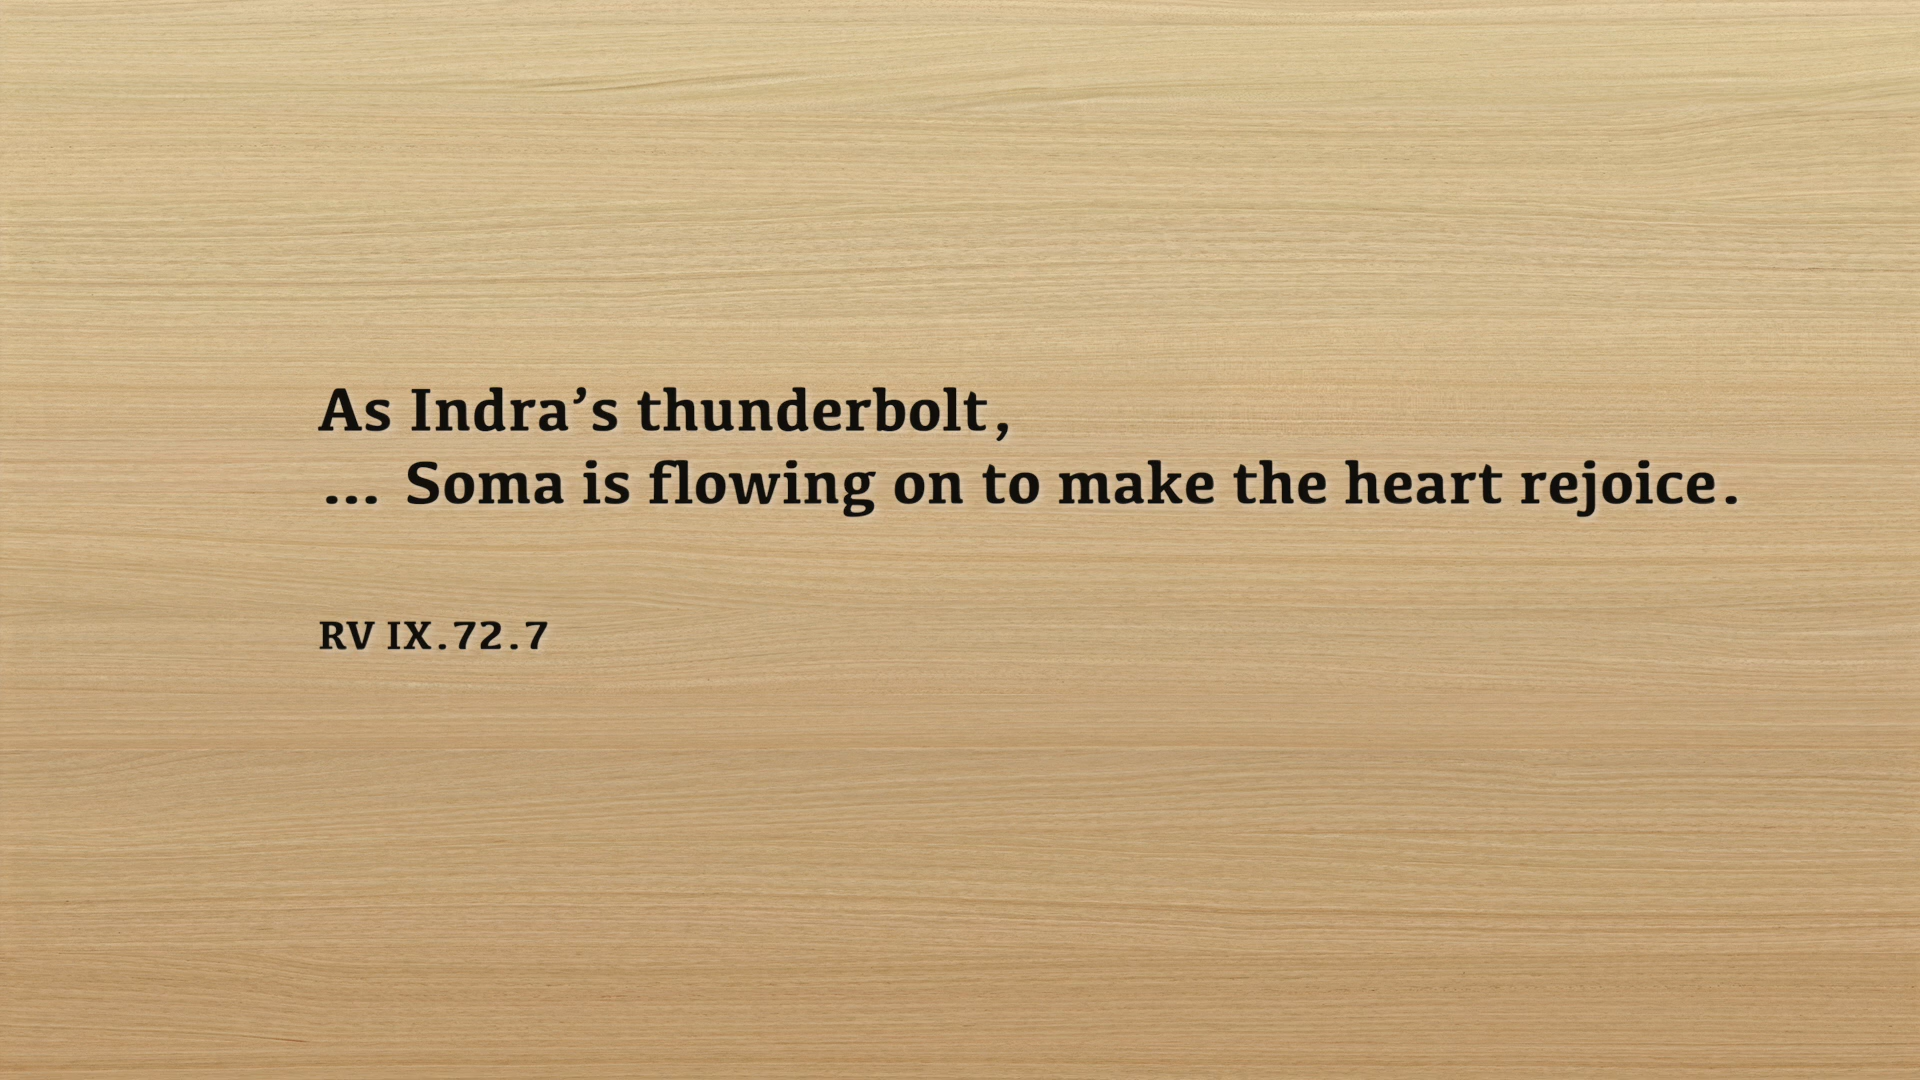 As Indra’s thunderbolt,
… Soma is flowing on to make the heart rejoice.
RV IX.72.7